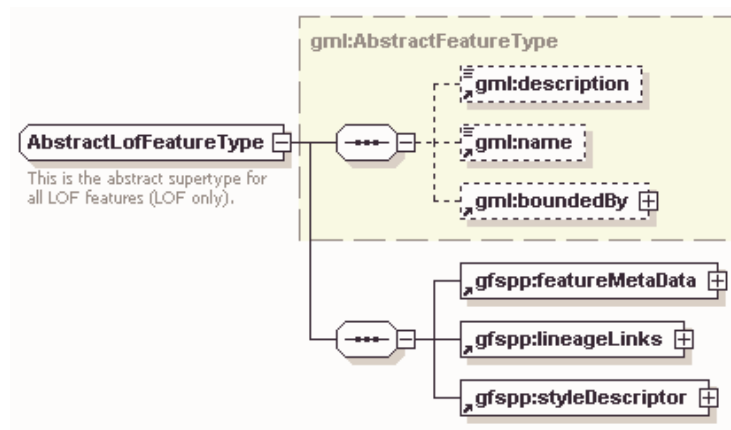 gml:AbstractFeatureType
gml:description
AbstractLofFeatureType
gml:name
This is the abstract supertype for
all LOF features (LOF only).
gml:boundedBy
gfspp:featureMetaData
gfspp:lineageLinks
gfspp:styleDescriptor